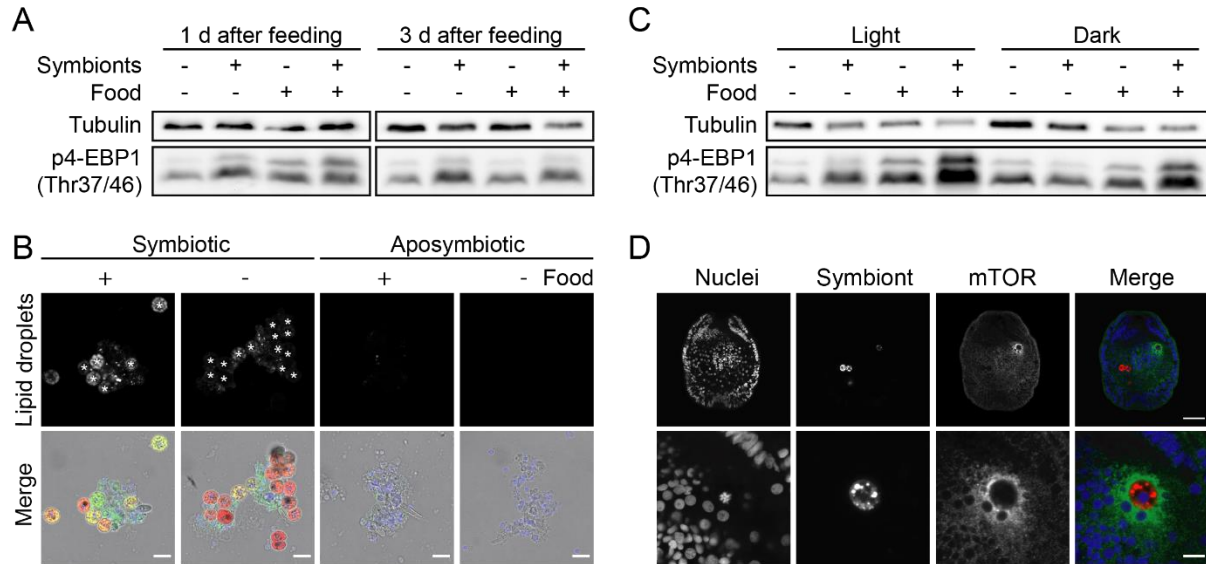 A
1 d after feeding 3 d after feeding
Symbionts - + - + - + - +
Food - - + + - - + +
Tubulin
p4-EBP1
(Thr37/46)
C
Light Dark
Symbionts - + - + - + - +
Food - - + + - - + +
Tubulin
p4-EBP1
(Thr37/46)
B
Symbiotic Aposymbiotic
+ - + - Food
Lipid droplets
* * * * * * * * * * * * * * * * * * * *
Merge
D
Nuclei Symbiont mTOR Merge